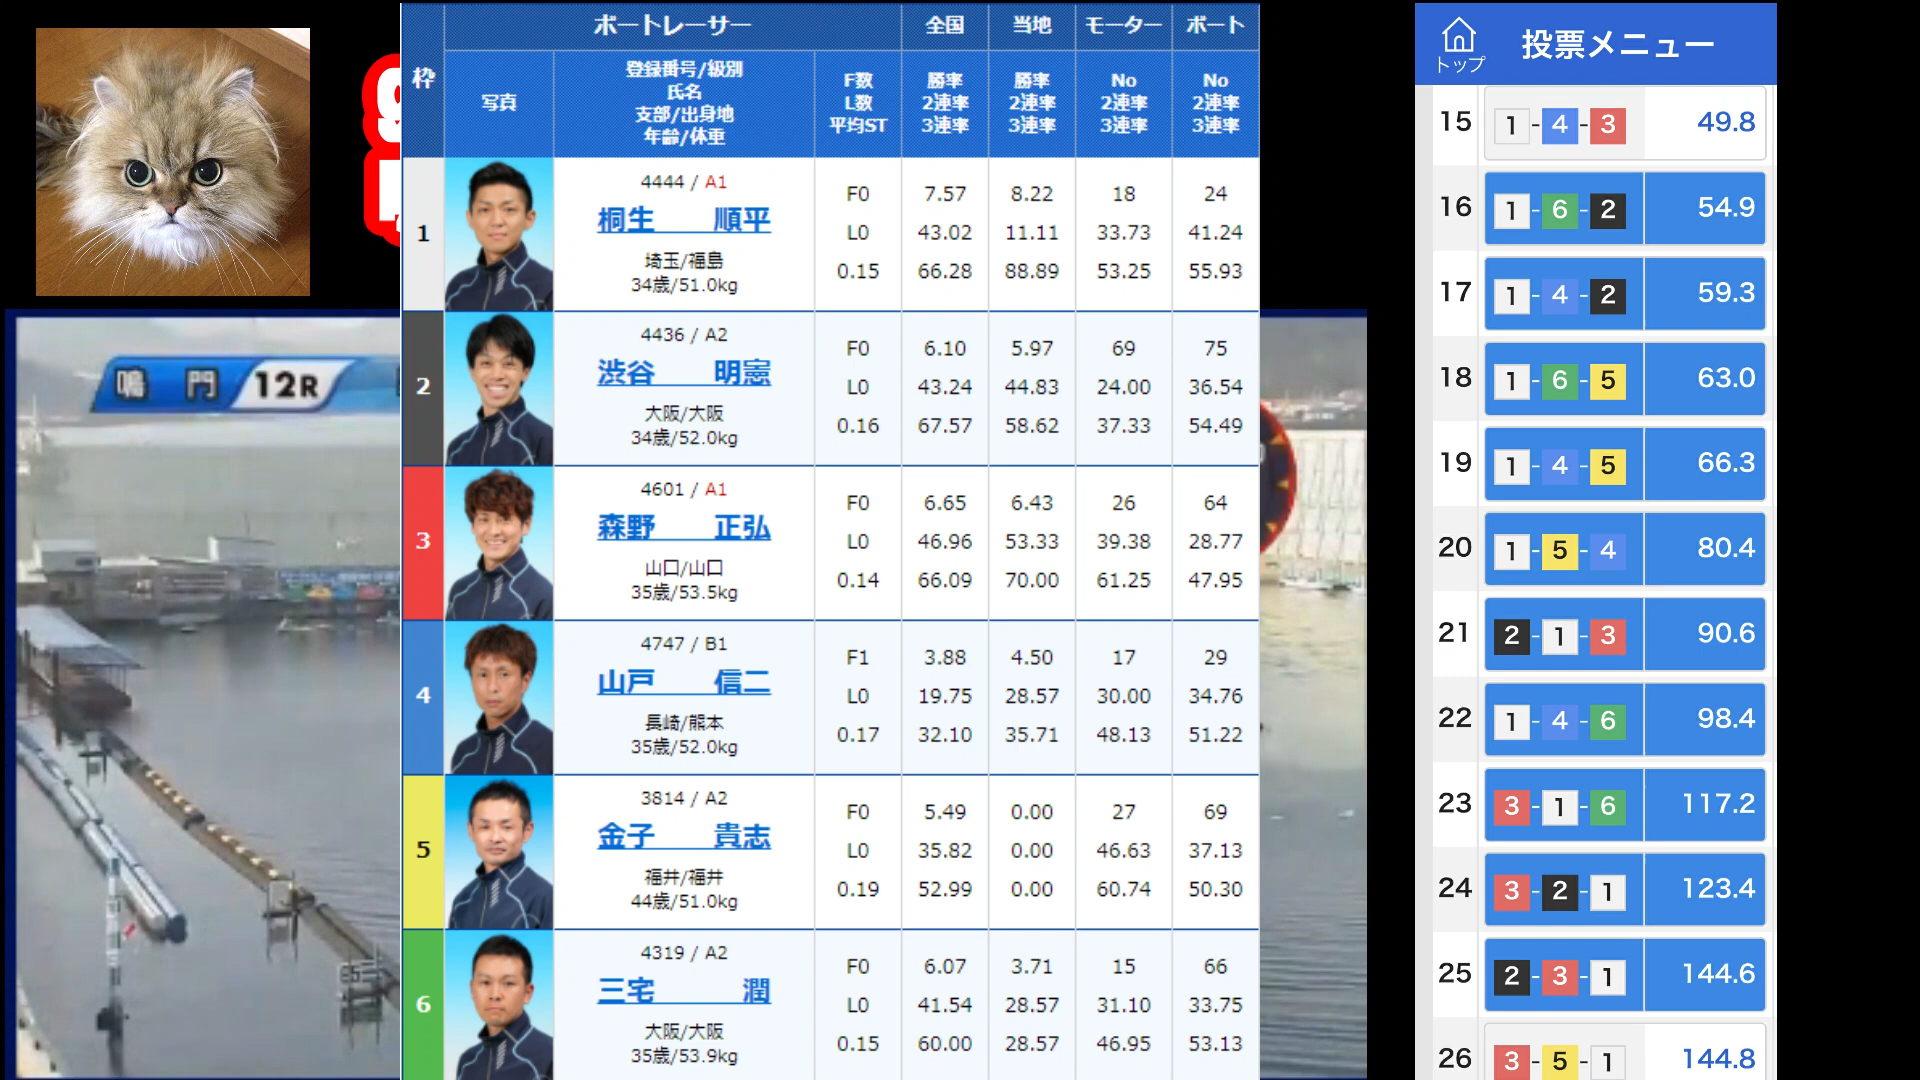 鳴 門 12R
枠
ボートレーサー 全国 当地 モーター ボート
写真
登録番号/級別
氏名
支部/出身地
年齢/体重
F数
L数
平均ST
勝率
2連率
3連率
勝率
2連率
3連率
No
2連率
3連率
No
2連率
3連率
1
4444 / A1
桐生 順平
埼玉/福島
34歳/51.0kg
F0 7.57 8.22 18 24
L0 43.02 11.11 33.73 41.24
0.15 66.28 88.89 53.25 55.93
2
4436 / A2
渋谷 明憲
大阪/大阪
34歳/52.0kg
F0 6.10 5.97 69 75
L0 43.24 44.83 24.00 36.54
0.16 67.57 58.62 37.33 54.49
3
4601 / A1
森野 正弘
山口/山口
35歳/53.5kg
F0 6.65 6.43 26 64
L0 46.96 53.33 39.38 28.77
0.14 66.09 70.00 61.25 47.95
4
4747 / B1
山戸 信二
長崎/熊本
35歳/52.0kg
F1 3.88 4.50 17 29
L0 19.75 28.57 30.00 34.76
0.17 32.10 35.71 48.13 51.22
5
3814 / A2
金子 貴志
福井/福井
44歳/51.0kg
F0 5.49 0.00 27 69
L0 35.82 0.00 46.63 37.13
0.19 52.99 0.00 60.74 50.30
6
4319 / A2
三宅 潤
大阪/大阪
35歳/53.9kg
F0 6.07 3.71 15 66
L0 41.54 28.57 31.10 33.75
0.15 60.00 28.57 46.95 53.13
トップ
投票メニュー
15 1-4-3 49.8
16 1-6-2 54.9
17 1-4-2 59.3
18 1-6-5 63.0
19 1-4-5 66.3
20 1-5-4 80.4
21 2-1-3 90.6
22 1-4-6 98.4
23 3-1-6 117.2
24 3-2-1 123.4
25 2-3-1 144.6
26 3-5-1 144.8